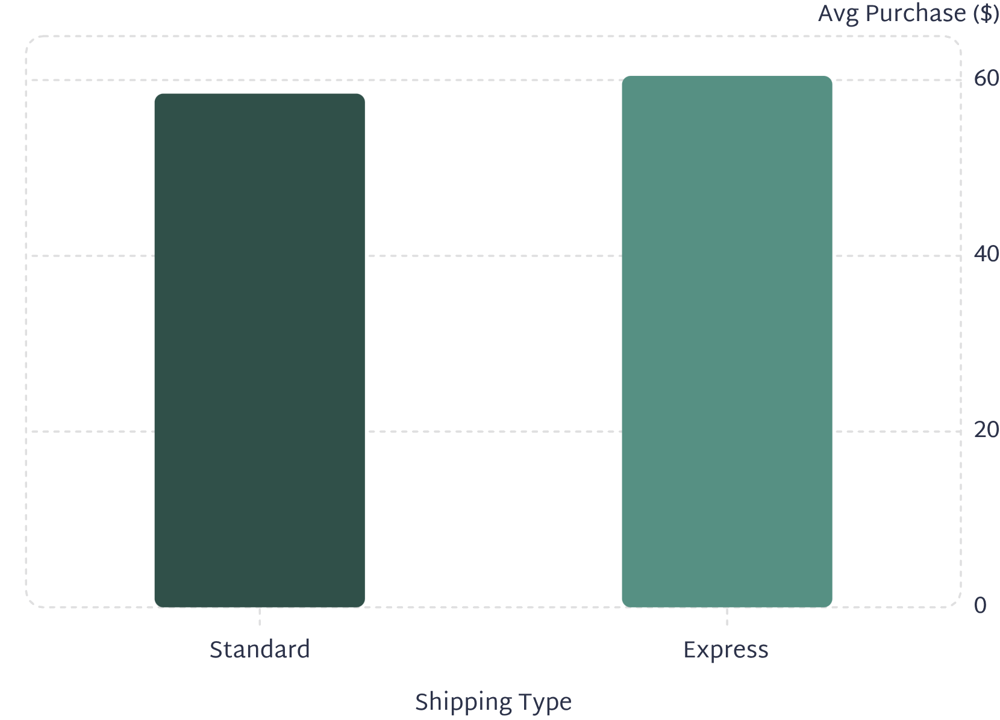 Avg Purchase ($)
60
40
20
0
Standard
Express
Shipping Type